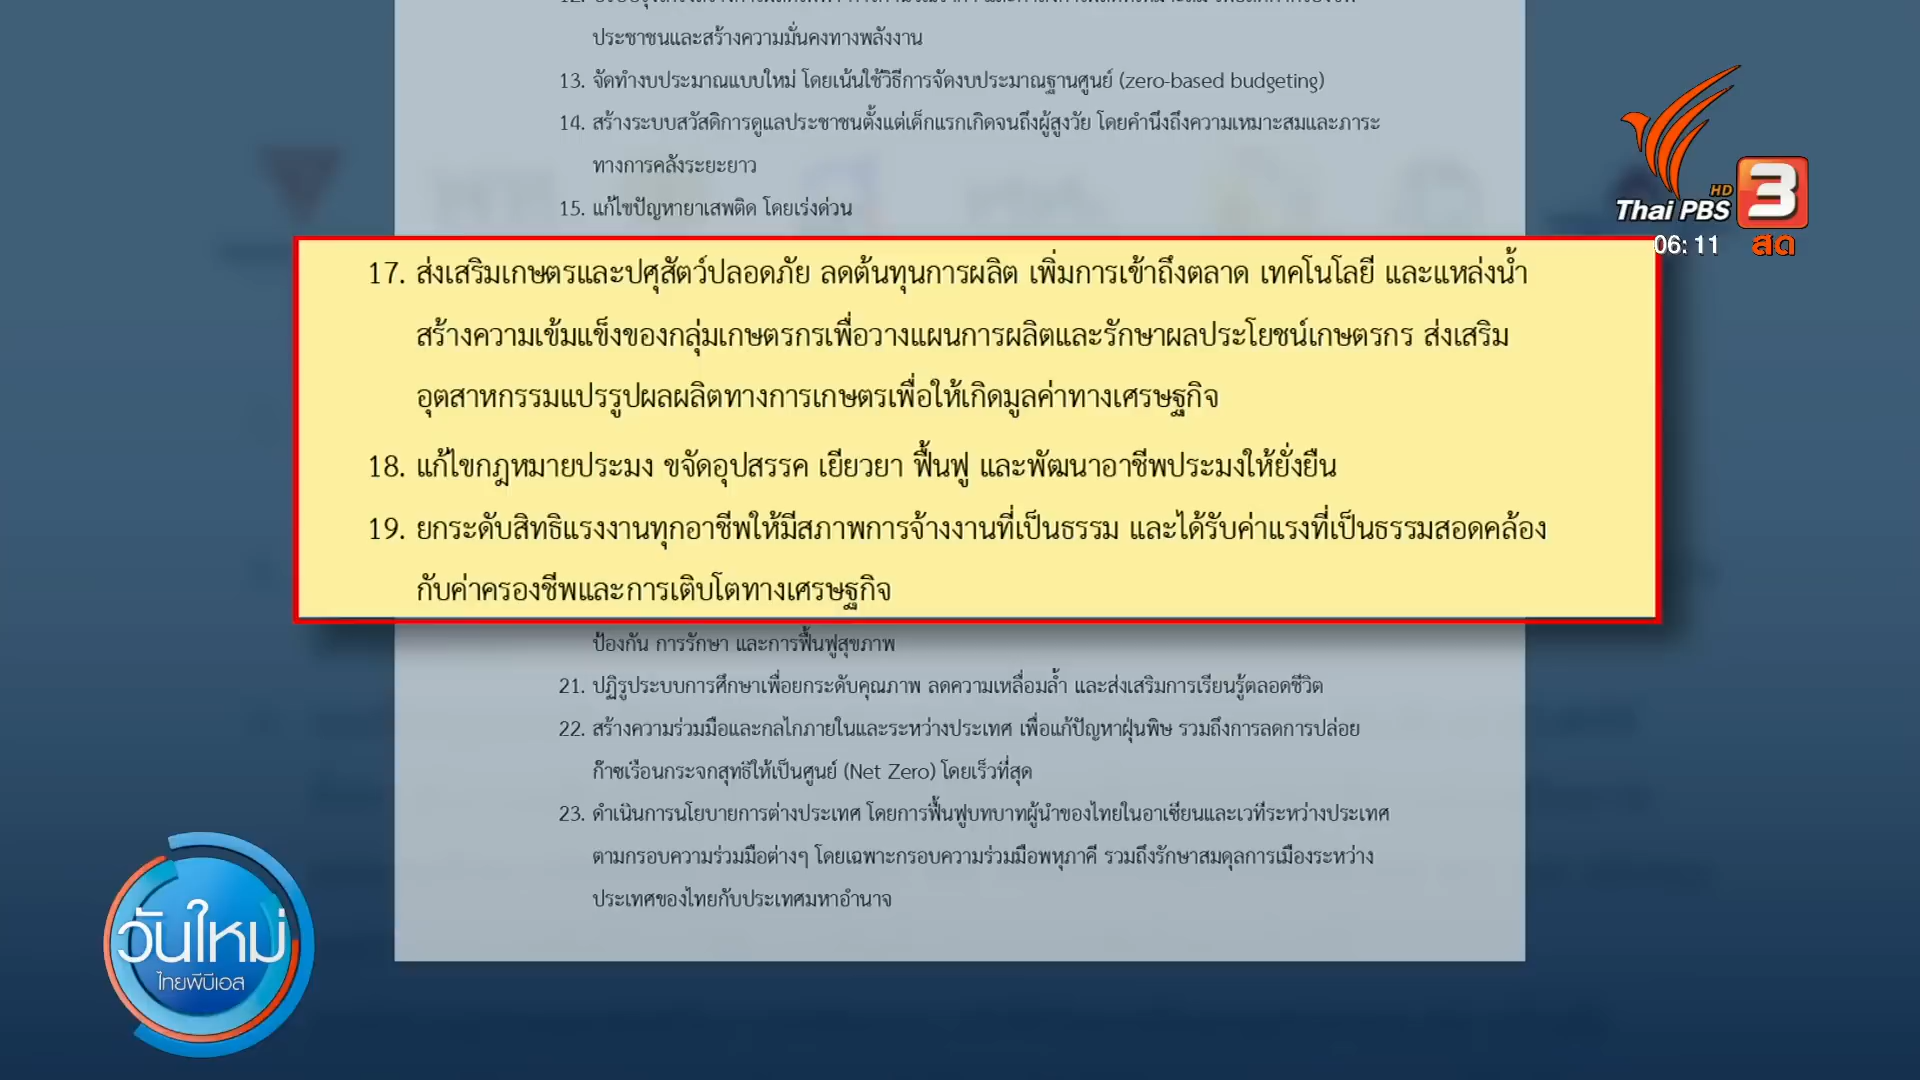 ประชาชนและสร้างความมั่นคงทางพลังงาน
13. จัดทำงบประมาณแบบใหม่ โดยเน้นใช้วิธีการจัดงบประมาณฐานศูนย์ (zero-based budgeting)
14. สร้างระบบสวัสดิการดูแลประชาชนตั้งแต่เด็กแรกเกิดจนถึงผู้สูงวัย โดยคำนึงถึงความเหมาะสมและภาระ
ทางการคลังระยะยาว
15. แก้ไขปัญหายาเสพติด โดยเร่งด่วน
HD
Thai PBS 3
06:11 สด
17. ส่งเสริมเกษตรและปศุสัตว์ปลอดภัย ลดต้นทุนการผลิต เพิ่มการเข้าถึงตลาด เทคโนโลยี และแหล่งน้ำ
สร้างความเข้มแข็งของกลุ่มเกษตรกรเพื่อวางแผนการผลิตและรักษาผลประโยชน์เกษตรกร ส่งเสริม
อุตสาหกรรมแปรรูปผลผลิตทางการเกษตรเพื่อให้เกิดมูลค่าทางเศรษฐกิจ
18. แก้ไขกฎหมายประมง ขจัดอุปสรรค เยียวยา ฟื้นฟู และพัฒนาอาชีพประมงให้ยั่งยืน
19. ยกระดับสิทธิแรงงานทุกอาชีพให้มีสภาพการจ้างงานที่เป็นธรรม และได้รับค่าแรงที่เป็นธรรมสอดคล้อง
กับค่าครองชีพและการเติบโตทางเศรษฐกิจ
ป้องกัน การรักษา และการฟื้นฟูสุขภาพ
21. ปฏิรูประบบการศึกษาเพื่อยกระดับคุณภาพ ลดความเหลื่อมล้ำ และส่งเสริมการเรียนรู้ตลอดชีวิต
22. สร้างความร่วมมือและกลไกภายในและระหว่างประเทศ เพื่อแก้ปัญหาฝุ่นพิษ รวมถึงการลดการปล่อย
ก๊าซเรือนกระจกสุทธิให้เป็นศูนย์ (Net Zero) โดยเร็วที่สุด
23. ดำเนินการนโยบายการต่างประเทศ โดยการฟื้นฟูบทบาทผู้นำของไทยในอาเซียนและเวทีระหว่างประเทศ
ตามกรอบความร่วมมือต่างๆ โดยเฉพาะกรอบความร่วมมือพหุภาคี รวมถึงรักษาสมดุลการเมืองระหว่าง
ประเทศของไทยกับประเทศมหาอำนาจ
วันใหม่
ไทยพีบีเอส